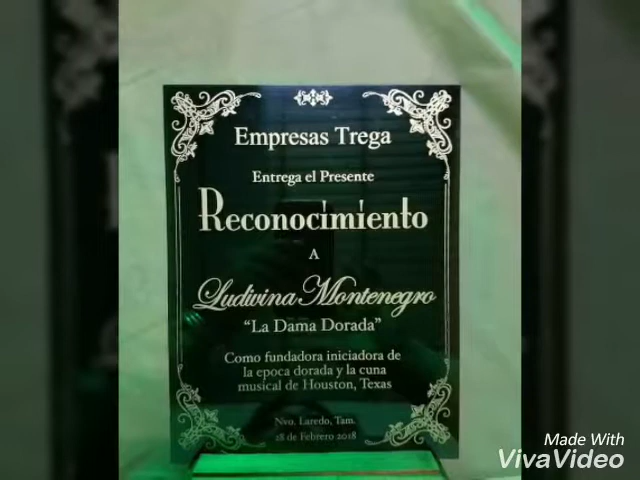 Empresas Trega
Entrega el Presente
Reconocimiento
A
Ludivina Montenegro
“La Dama Dorada”
Como fundadora iniciadora de
la epoca dorada y la cuna
musical de Houston, Texas
Nvo. Laredo, Tam.
28 de Febrero 2018
Made With
VivaVideo